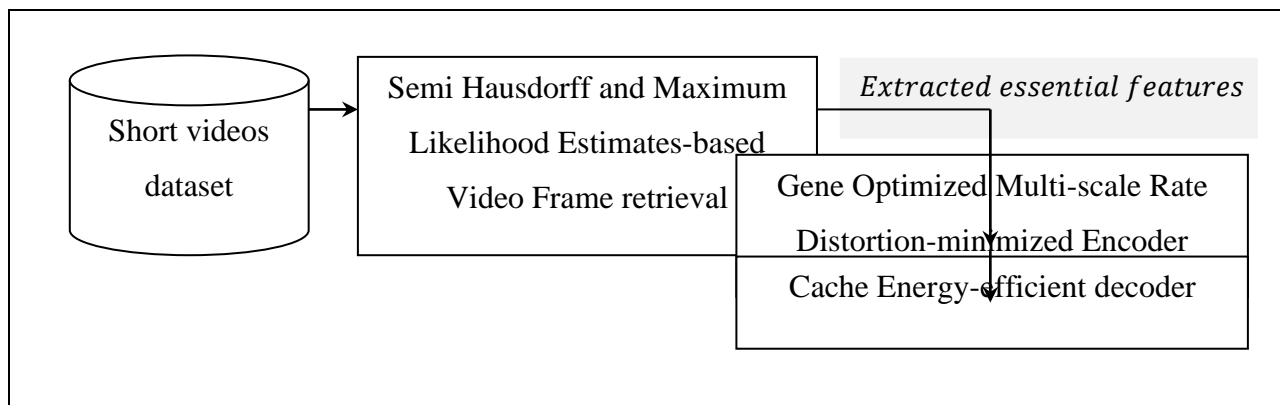 Short videos
dataset
Semi Hausdorff and Maximum
Likelihood Estimates-based
Video Frame retrieval
Extracted essential features
Gene Optimized Multi-scale Rate
Distortion-minimized Encoder
Cache Energy-efficient decoder